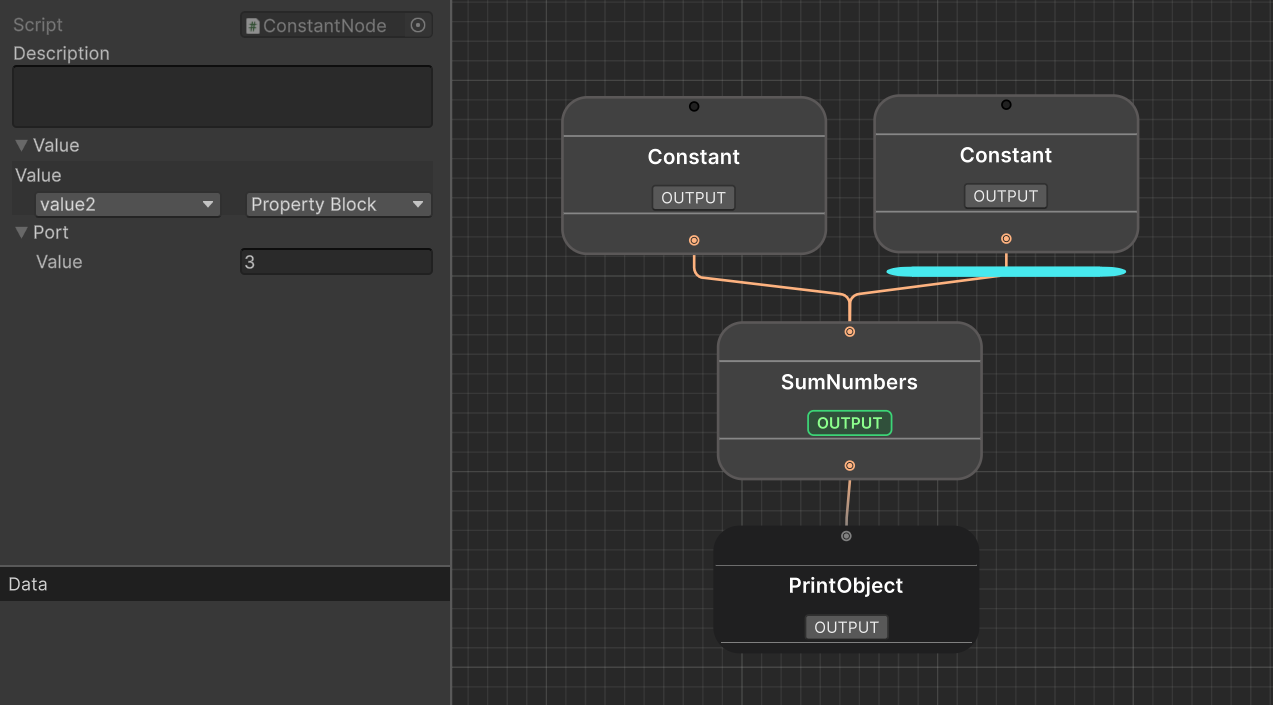 Script
# ConstantNode
Description
Value
Value
value2
Property Block
Port
Value
3
Data
Constant
OUTPUT
Constant
OUTPUT
SumNumbers
OUTPUT
PrintObject
OUTPUT